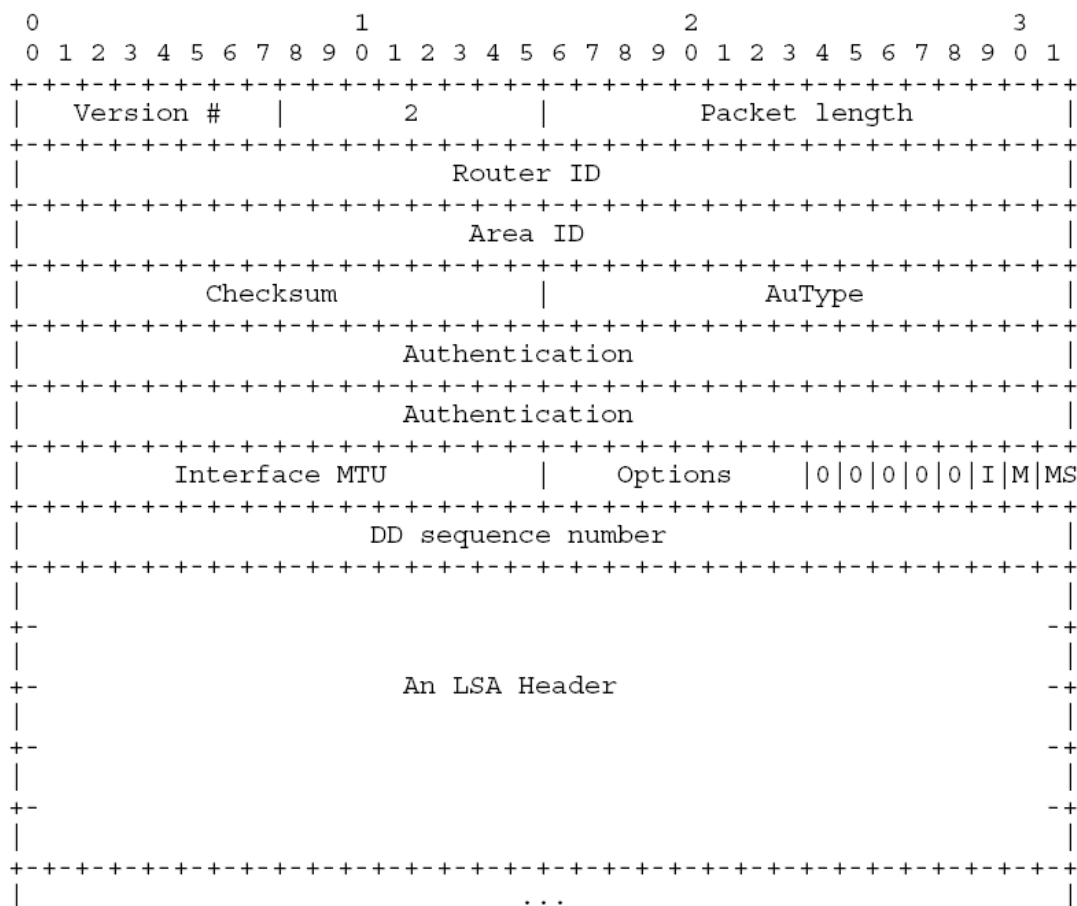 0                   1                   2                   3
 0 1 2 3 4 5 6 7 8 9 0 1 2 3 4 5 6 7 8 9 0 1 2 3 4 5 6 7 8 9 0 1
+-+-+-+-+-+-+-+-+-+-+-+-+-+-+-+-+-+-+-+-+-+-+-+-+-+-+-+-+-+-+-+-+
|   Version #   |       2       |         Packet length         |
+-+-+-+-+-+-+-+-+-+-+-+-+-+-+-+-+-+-+-+-+-+-+-+-+-+-+-+-+-+-+-+-+
|                          Router ID                            |
+-+-+-+-+-+-+-+-+-+-+-+-+-+-+-+-+-+-+-+-+-+-+-+-+-+-+-+-+-+-+-+-+
|                           Area ID                             |
+-+-+-+-+-+-+-+-+-+-+-+-+-+-+-+-+-+-+-+-+-+-+-+-+-+-+-+-+-+-+-+-+
|           Checksum            |             AuType            |
+-+-+-+-+-+-+-+-+-+-+-+-+-+-+-+-+-+-+-+-+-+-+-+-+-+-+-+-+-+-+-+-+
|                       Authentication                          |
+-+-+-+-+-+-+-+-+-+-+-+-+-+-+-+-+-+-+-+-+-+-+-+-+-+-+-+-+-+-+-+-+
|                       Authentication                          |
+-+-+-+-+-+-+-+-+-+-+-+-+-+-+-+-+-+-+-+-+-+-+-+-+-+-+-+-+-+-+-+-+
|         Interface MTU         |    Options    |0|0|0|0|0|I|M|MS
+-+-+-+-+-+-+-+-+-+-+-+-+-+-+-+-+-+-+-+-+-+-+-+-+-+-+-+-+-+-+-+-+
|                     DD sequence number                        |
+-+-+-+-+-+-+-+-+-+-+-+-+-+-+-+-+-+-+-+-+-+-+-+-+-+-+-+-+-+-+-+-+
|                                                               |
+-                                                             -+
|                                                               |
+-                      An LSA Header                          -+
|                                                               |
+-                                                             -+
|                                                               |
+-                                                             -+
|                                                               |
+-+-+-+-+-+-+-+-+-+-+-+-+-+-+-+-+-+-+-+-+-+-+-+-+-+-+-+-+-+-+-+-+
|                              ...                              |